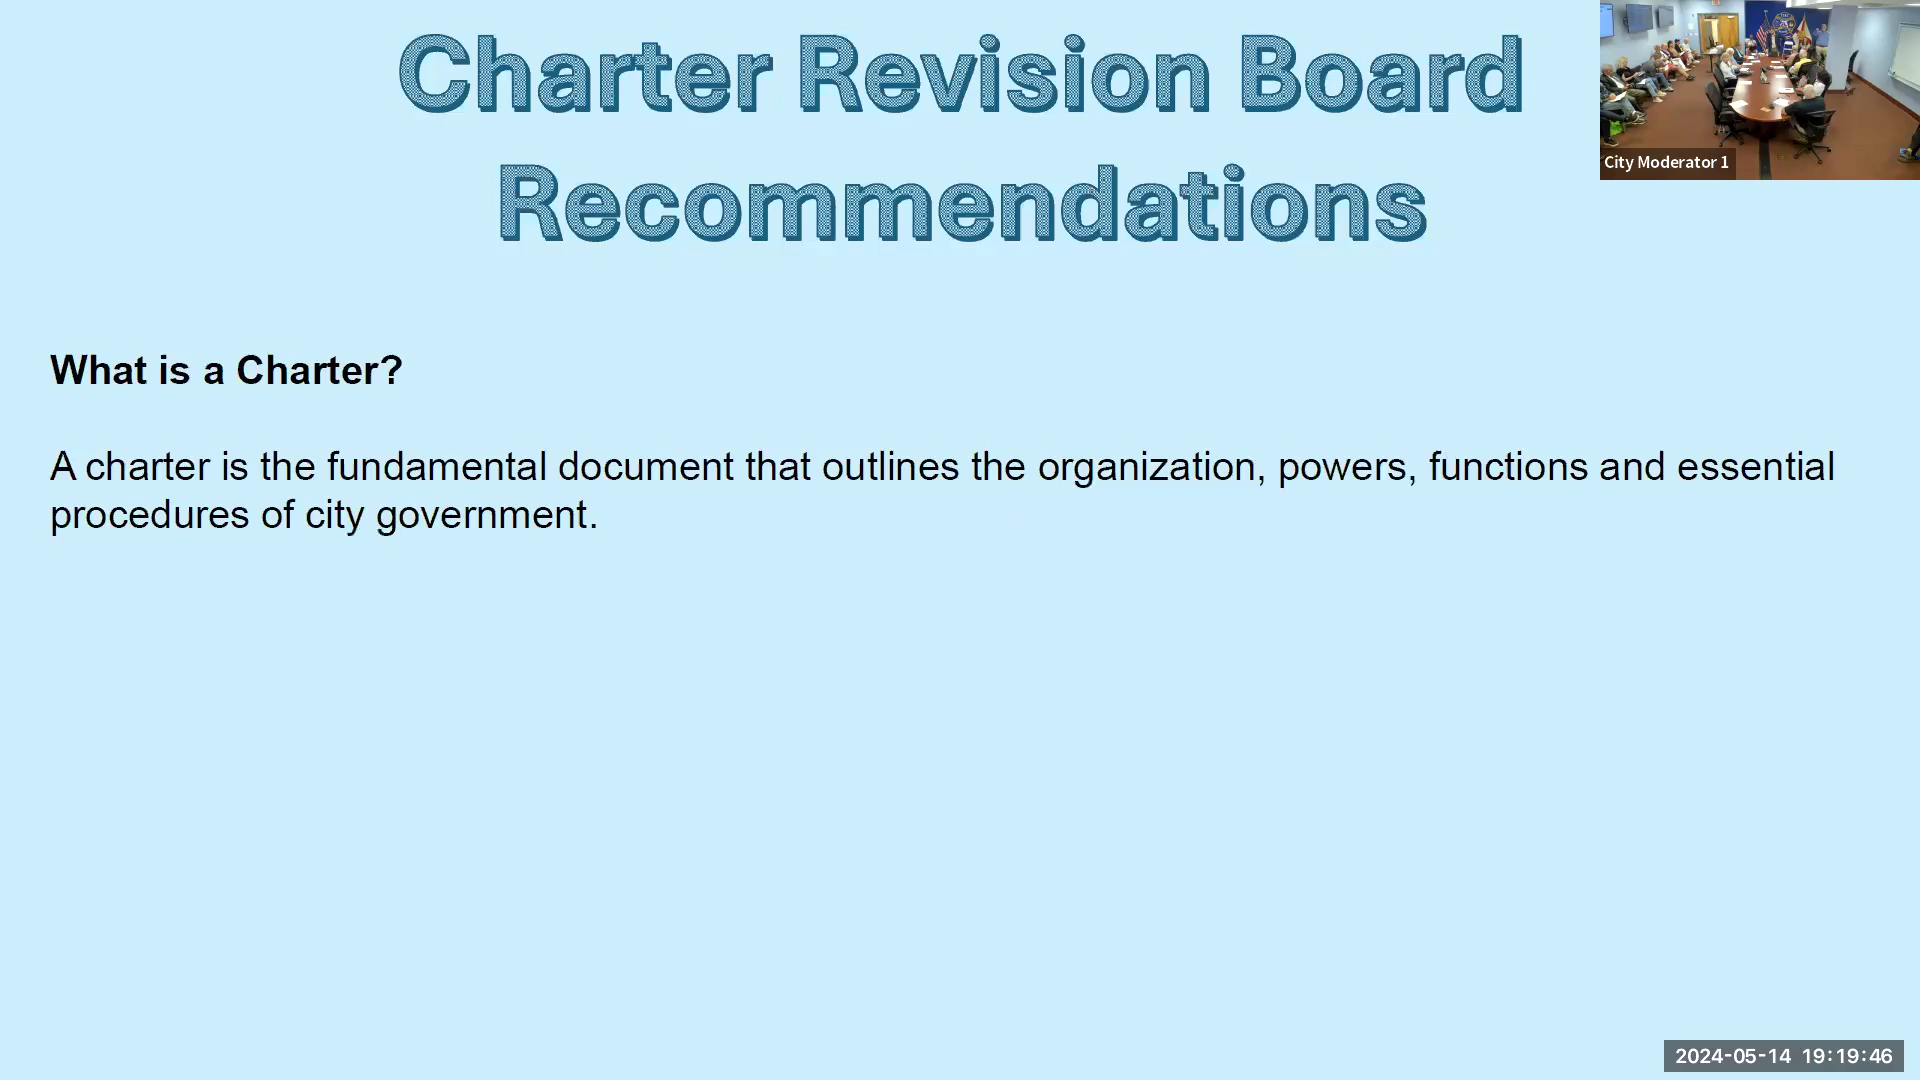 Charter Revision Board
Recommendations
City Moderator 1
What is a Charter?
A charter is the fundamental document that outlines the organization, powers, functions and essential
procedures of city government.
2024-05-14 19:19:46